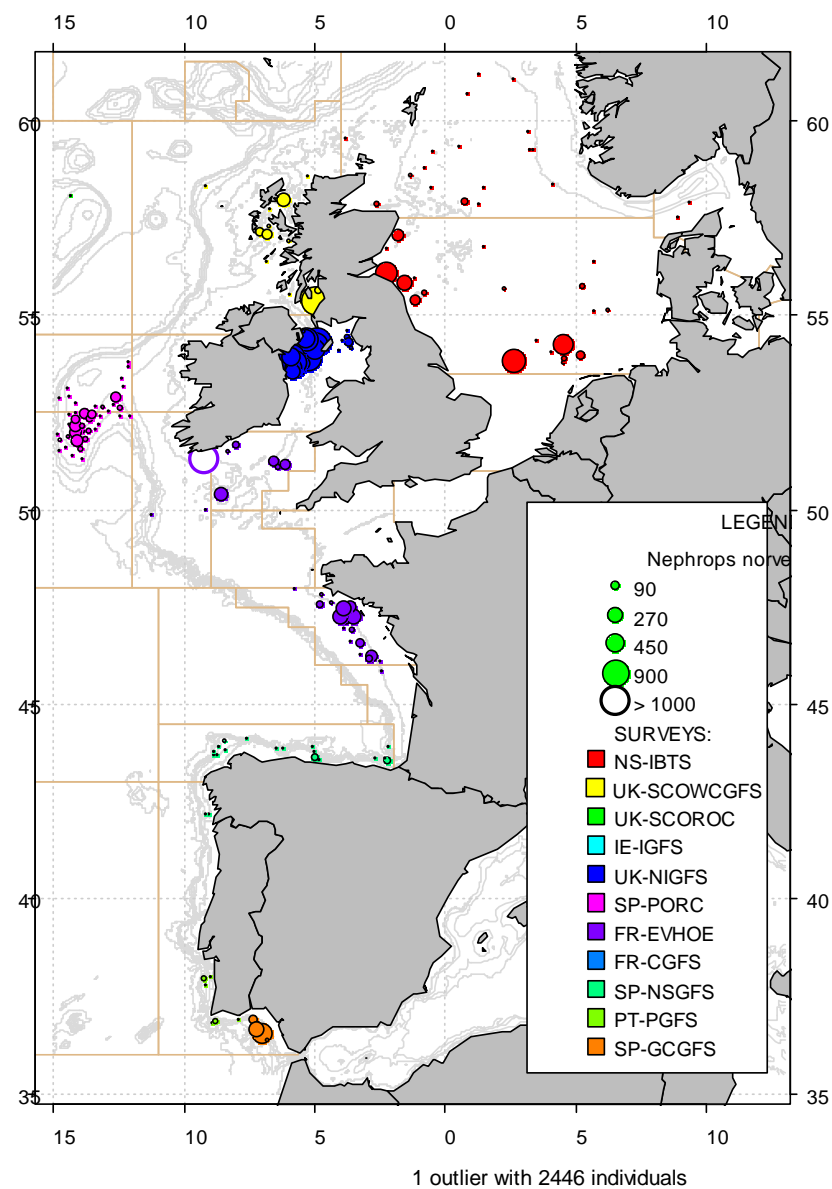 15 10 5 0 5 10
60 60
55 55
50 50
LEGEN
Nephrops norve
90
270
450
900
> 1000
45 45
SURVEYS:
NS-IBTS
UK-SCOWCGFS
UK-SCOROC
IE-IGFS
UK-NIGFS
40 40
SP-PORC
FR-EVHOE
FR-CGFS
SP-NSGFS
PT-PGFS
SP-GCGFS
35 35
15 10 5 0 5 10
1 outlier with 2446 individuals